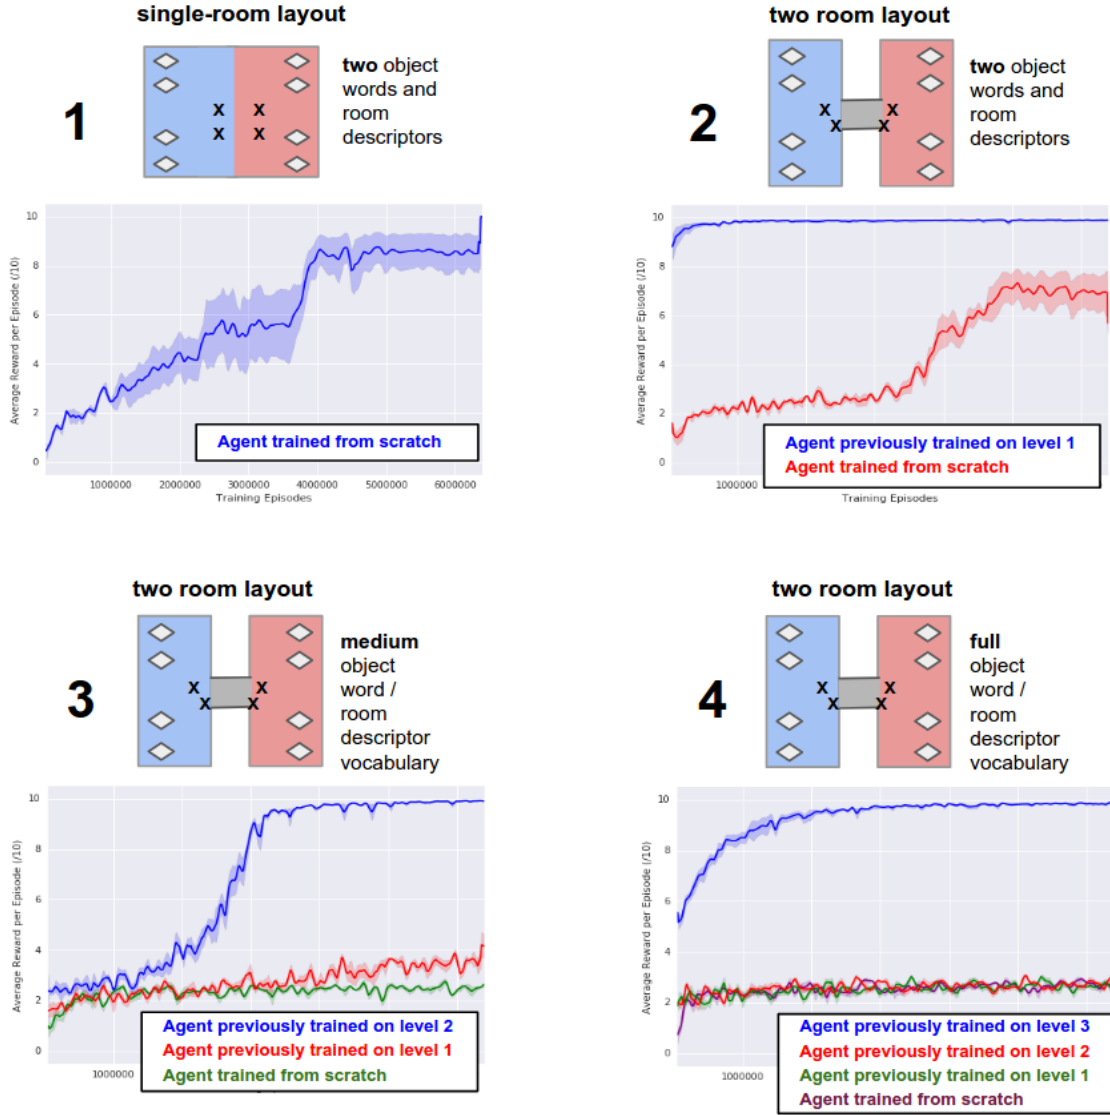 single-room layout
1
x x
x x
two object
words and
room
descriptors
10
8
6
4
2
0
Average Reward per Episode (/10)
1000000 2000000 3000000 4000000 5000000 6000000
Training Episodes
Agent trained from scratch
two room layout
2
x
x x
x
two object
words and
room
descriptors
10
8
6
4
2
0
Average Reward per Episode (/10)
1000000
Training Episodes
Agent previously trained on level 1
Agent trained from scratch
two room layout
3
x x
x x
medium
object
word /
room
descriptor
vocabulary
10
8
6
4
2
0
Average Reward per Episode (/10)
1000000
Agent previously trained on level 2
Agent previously trained on level 1
Agent trained from scratch
two room layout
4
x x
x x
full
object
word /
room
descriptor
vocabulary
10
8
6
4
2
0
Average Reward per Episode (/10)
1000000
Agent previously trained on level 3
Agent previously trained on level 2
Agent previously trained on level 1
Agent trained from scratch